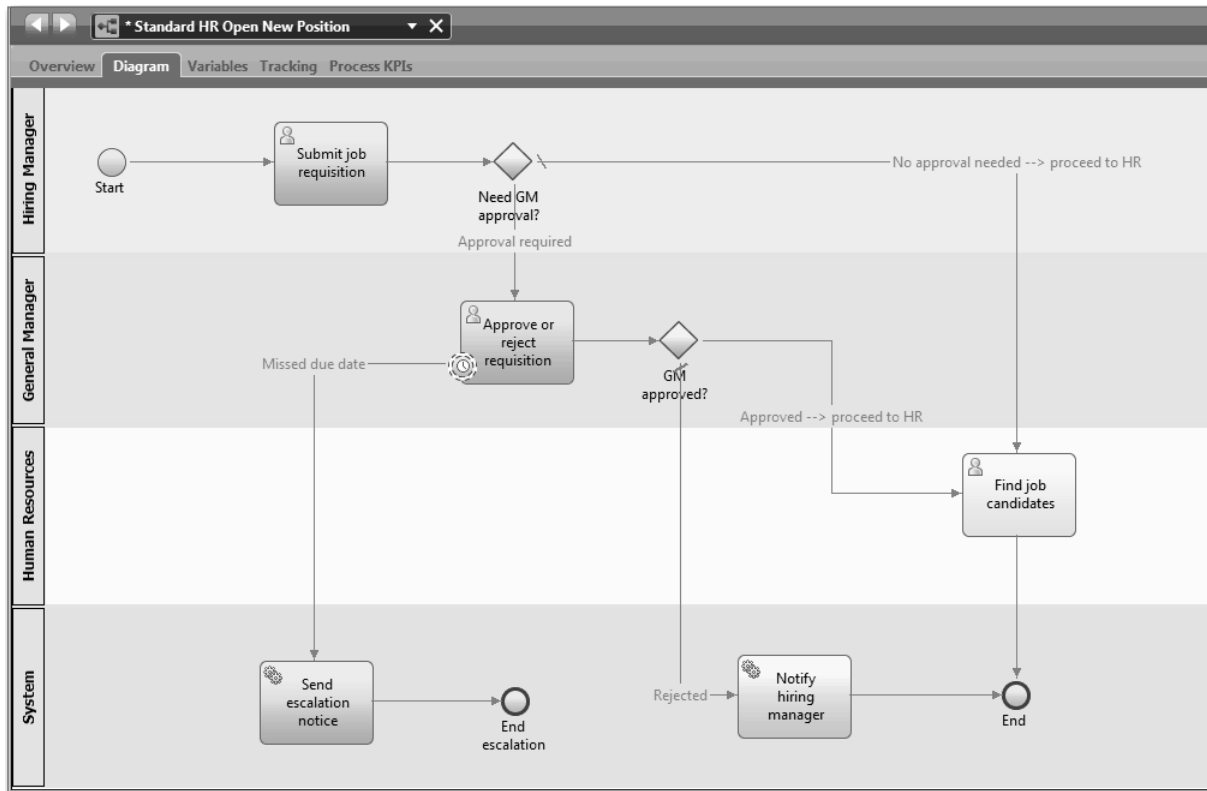 * Standard HR Open New Position
Overview
Diagram
Variables
Tracking
Process KPIs
Hiring Manager
Start
Submit job
requisition
Need GM
approval?
No approval needed --> proceed to HR
Approval required
General Manager
Approve or
reject
requisition
Missed due date
GM
approved?
Approved --> proceed to HR
Human Resources
Find job
candidates
System
Send
escalation
notice
End
escalation
Rejected
Notify
hiring
manager
End